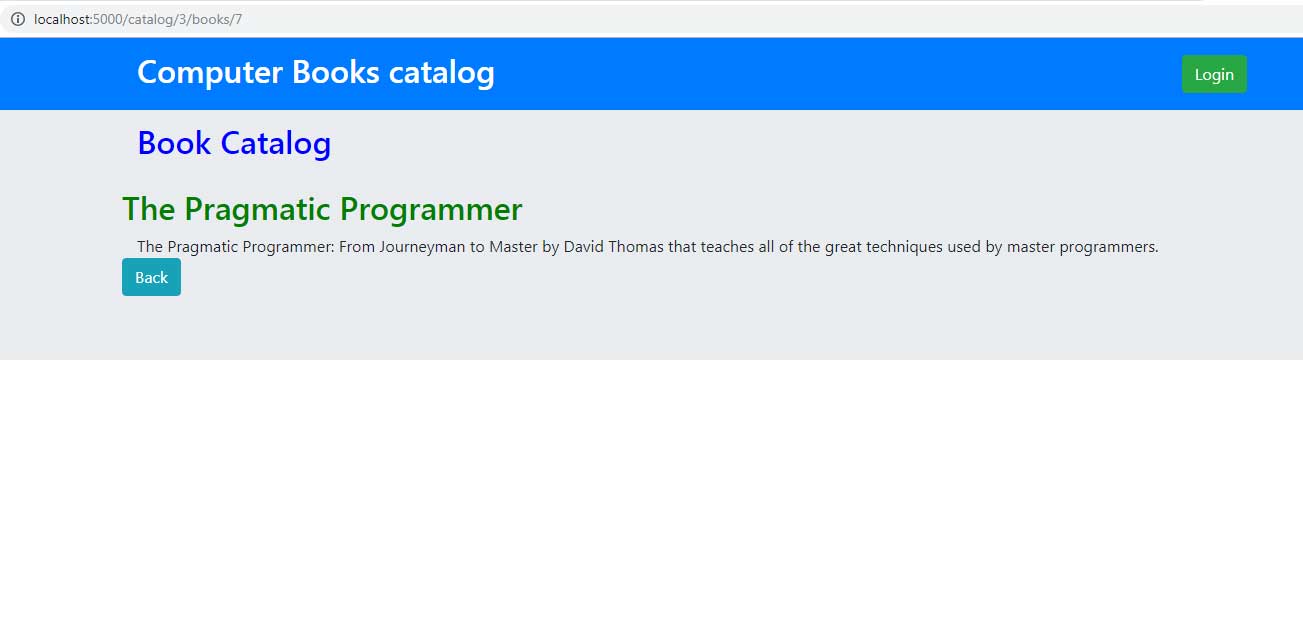 localhost:5000/catalog/3/books/7
Computer Books catalog
Login
Book Catalog
The Pragmatic Programmer
The Pragmatic Programmer: From Journeyman to Master by David Thomas that teaches all of the great techniques used by master programmers.
Back